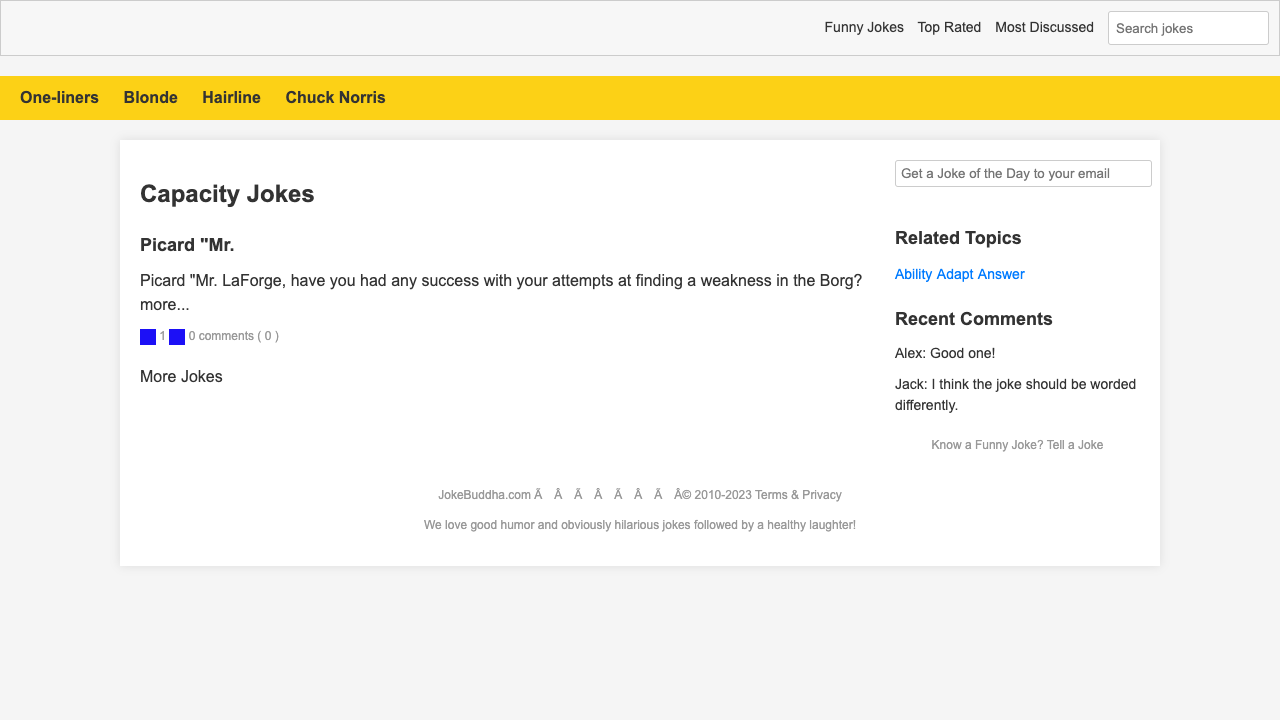 Funny Jokes Top Rated Most Discussed Search jokes
One-liners Blonde Hairline Chuck Norris
Capacity Jokes
Picard "Mr.
Picard "Mr. LaForge, have you had any success with your attempts at finding a weakness in the Borg?
more...
1 0 comments ( 0 )
More Jokes
Get a Joke of the Day to your email
Related Topics
Ability Adapt Answer
Recent Comments
Alex: Good one!
Jack: I think the joke should be worded
differently.
Know a Funny Joke? Tell a Joke
JokeBuddha.com Ã Â Ã Â Ã Â Ã Â© 2010-2023 Terms & Privacy
We love good humor and obviously hilarious jokes followed by a healthy laughter!